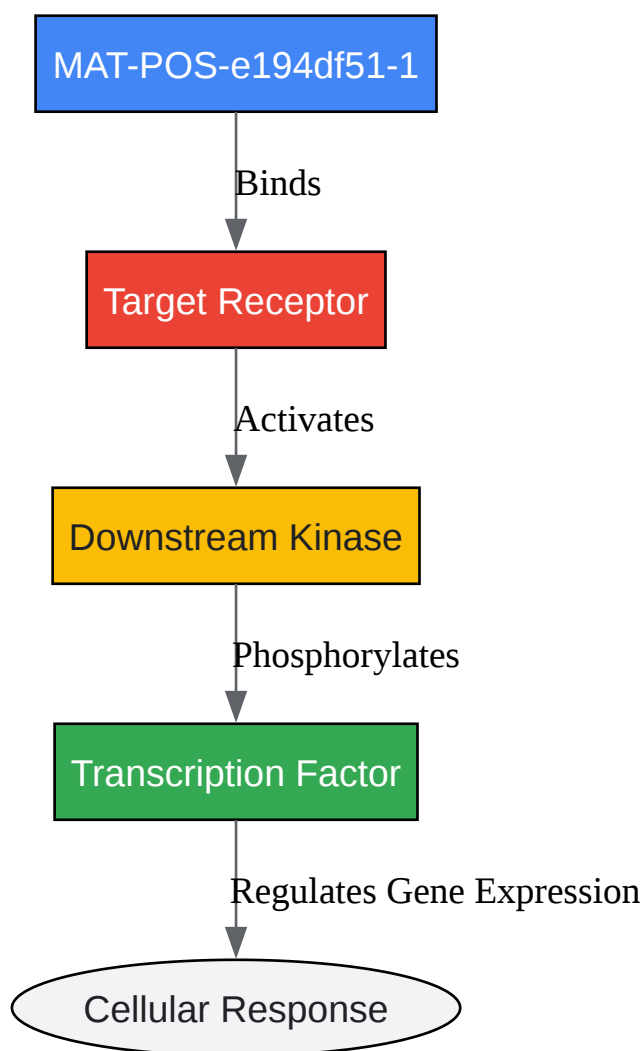 MAT-POS-e194df51-1
Binds
Target Receptor
Activates
Downstream Kinase
Phosphorylates
Transcription Factor
Regulates Gene Expression
Cellular Response